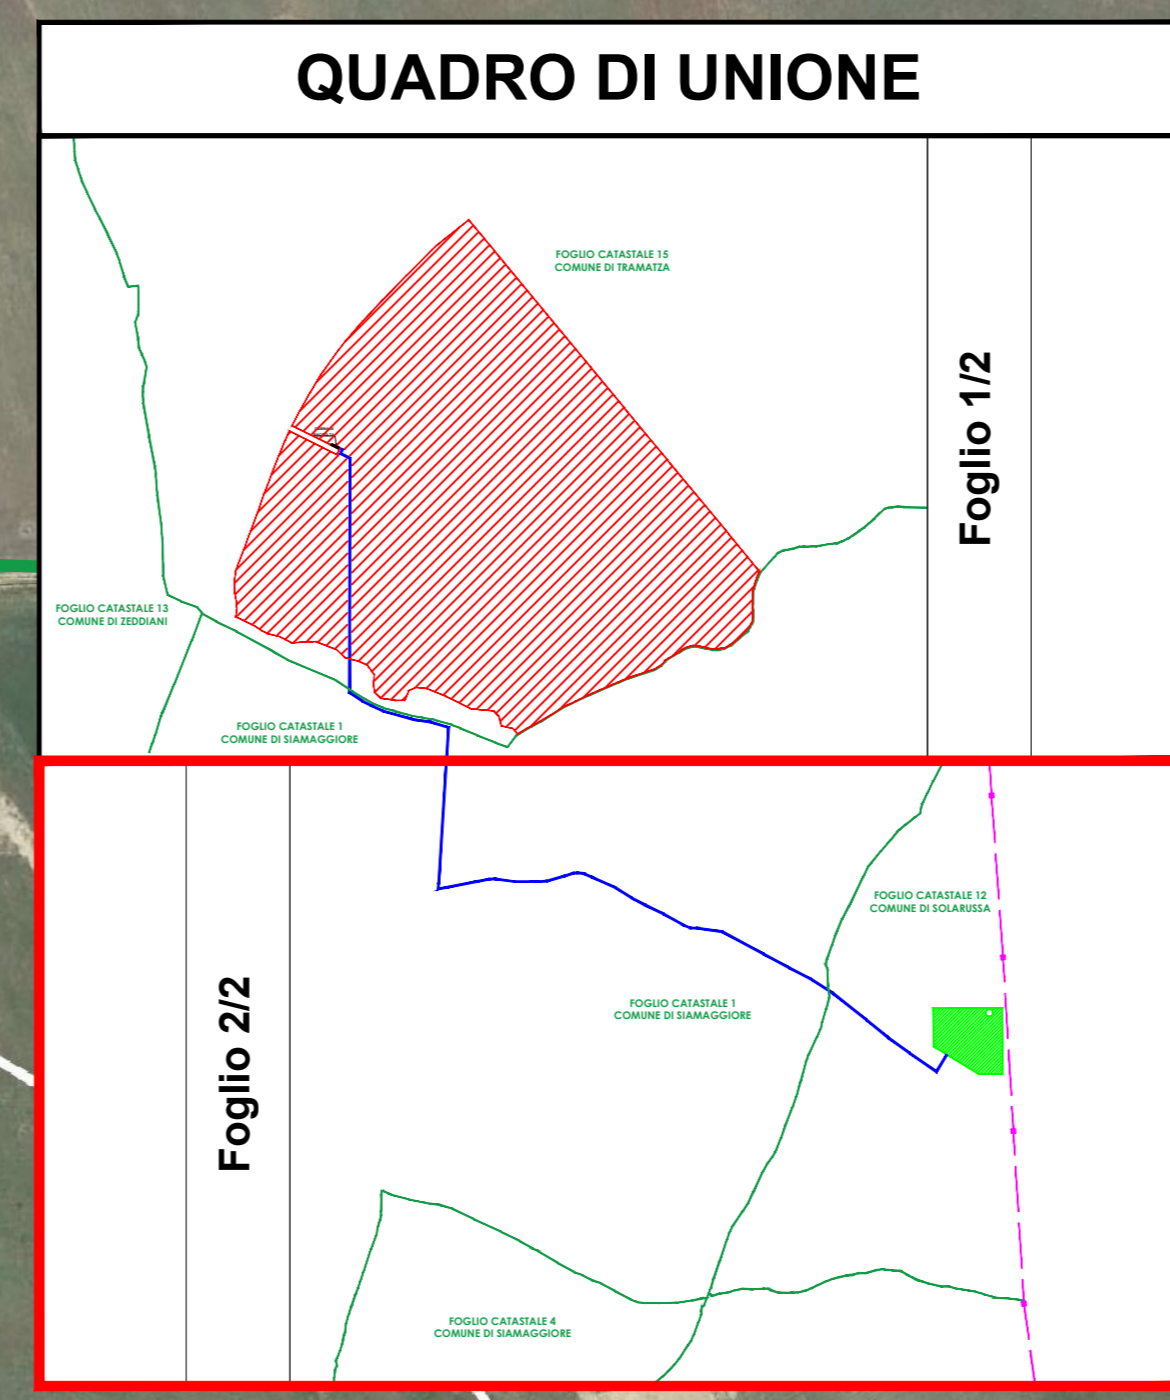 QUADRO DI UNIONE
FOGLIO CATASTALE 15
COMUNE DI TRAMATZA
Foglio 1/2
FOGLIO CATASTALE 13
COMUNE DI ZEDDIANI
FOGLIO CATASTALE 1
COMUNE DI SIAMAGGIORE
FOGLIO CATASTALE 12
COMUNE DI SOLARUSSA
FOGLIO CATASTALE 1
COMUNE DI SIAMAGGIORE
Foglio 2/2
FOGLIO CATASTALE 4
COMUNE DI SIAMAGGIORE